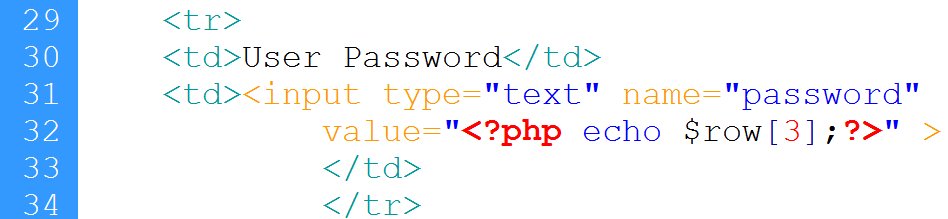 29 <tr>
30 <td>User Password</td>
31 <td><input type="text" name="password"
32 value="<?php echo $row[3];?>" >
33 </td>
34 </tr>